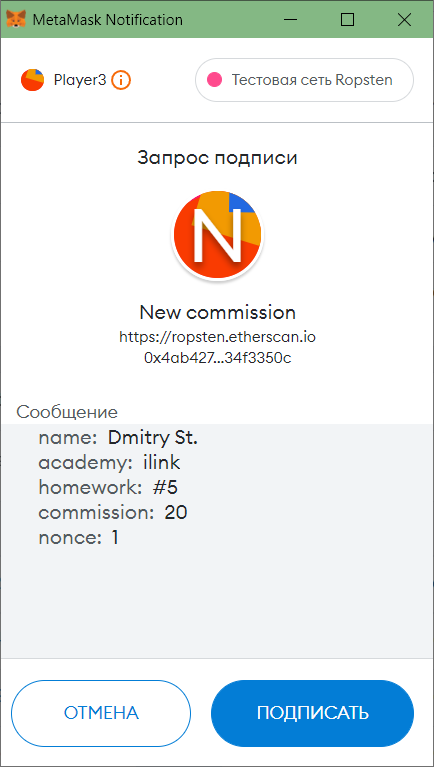 MetaMask Notification
Player3
Тестовая сеть Ropsten
Запрос подписи
N
New commission
https://ropsten.etherscan.io
0x4ab427...34f3350c
Сообщение
name: Dmitry St.
academy: ilink
homework: #5
commission: 20
nonce: 1
ОТМЕНА
ПОДПИСАТЬ